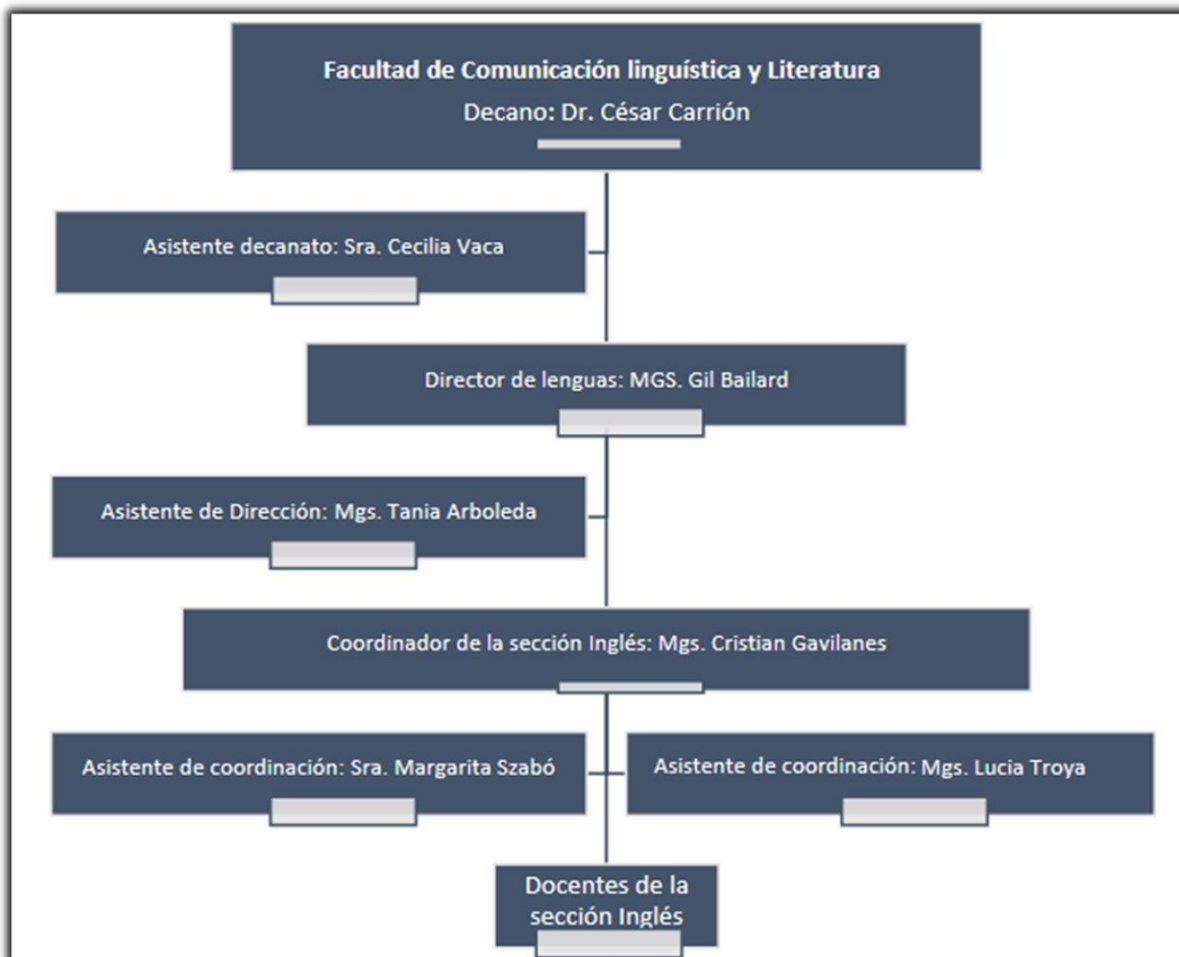 Facultad de Comunicación linguística y Literatura
Decano: Dr. César Carrión
Asistente decanato: Sra. Cecilia Vaca
Director de lenguas: MGS. Gil Bailard
Asistente de Dirección: Mgs. Tania Arboleda
Coordinador de la sección Inglés: Mgs. Cristian Gavilanes
Asistente de coordinación: Sra. Margarita Szabó
Asistente de coordinación: Mgs. Lucia Troya
Docentes de la
sección Inglés